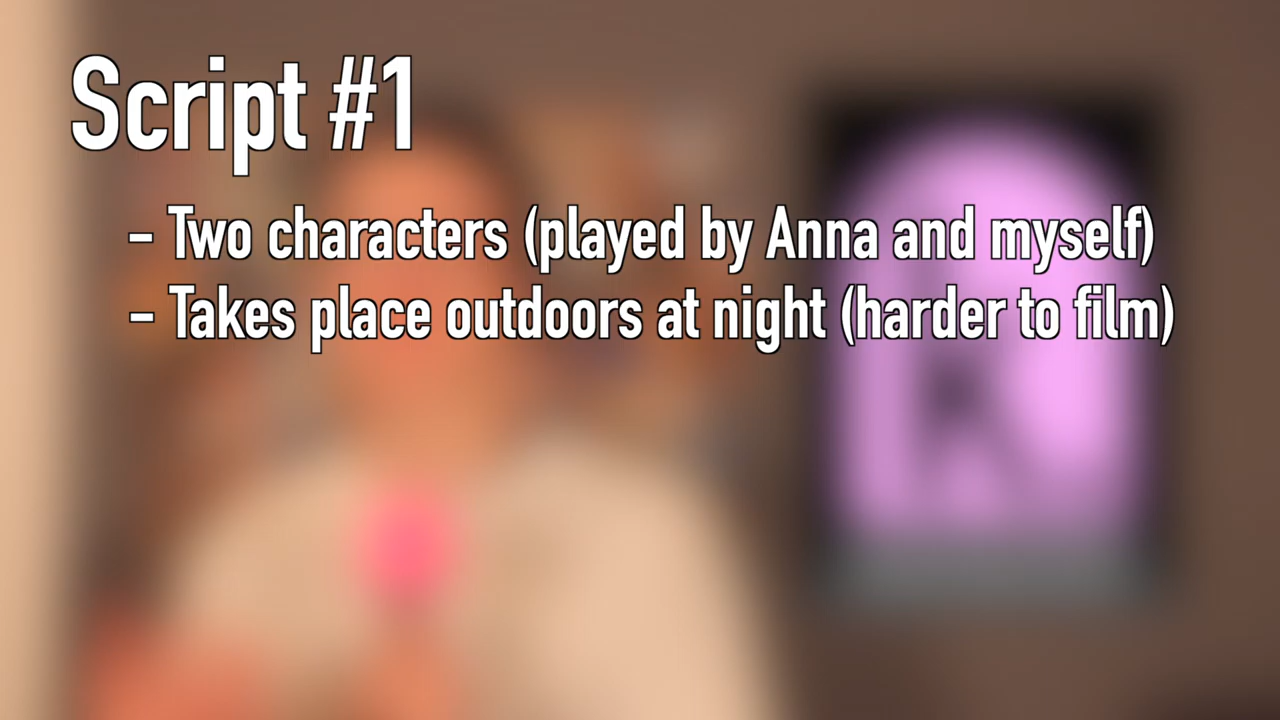 Script #1
– Two characters (played by Anna and myself)
– Takes place outdoors at night (harder to film)